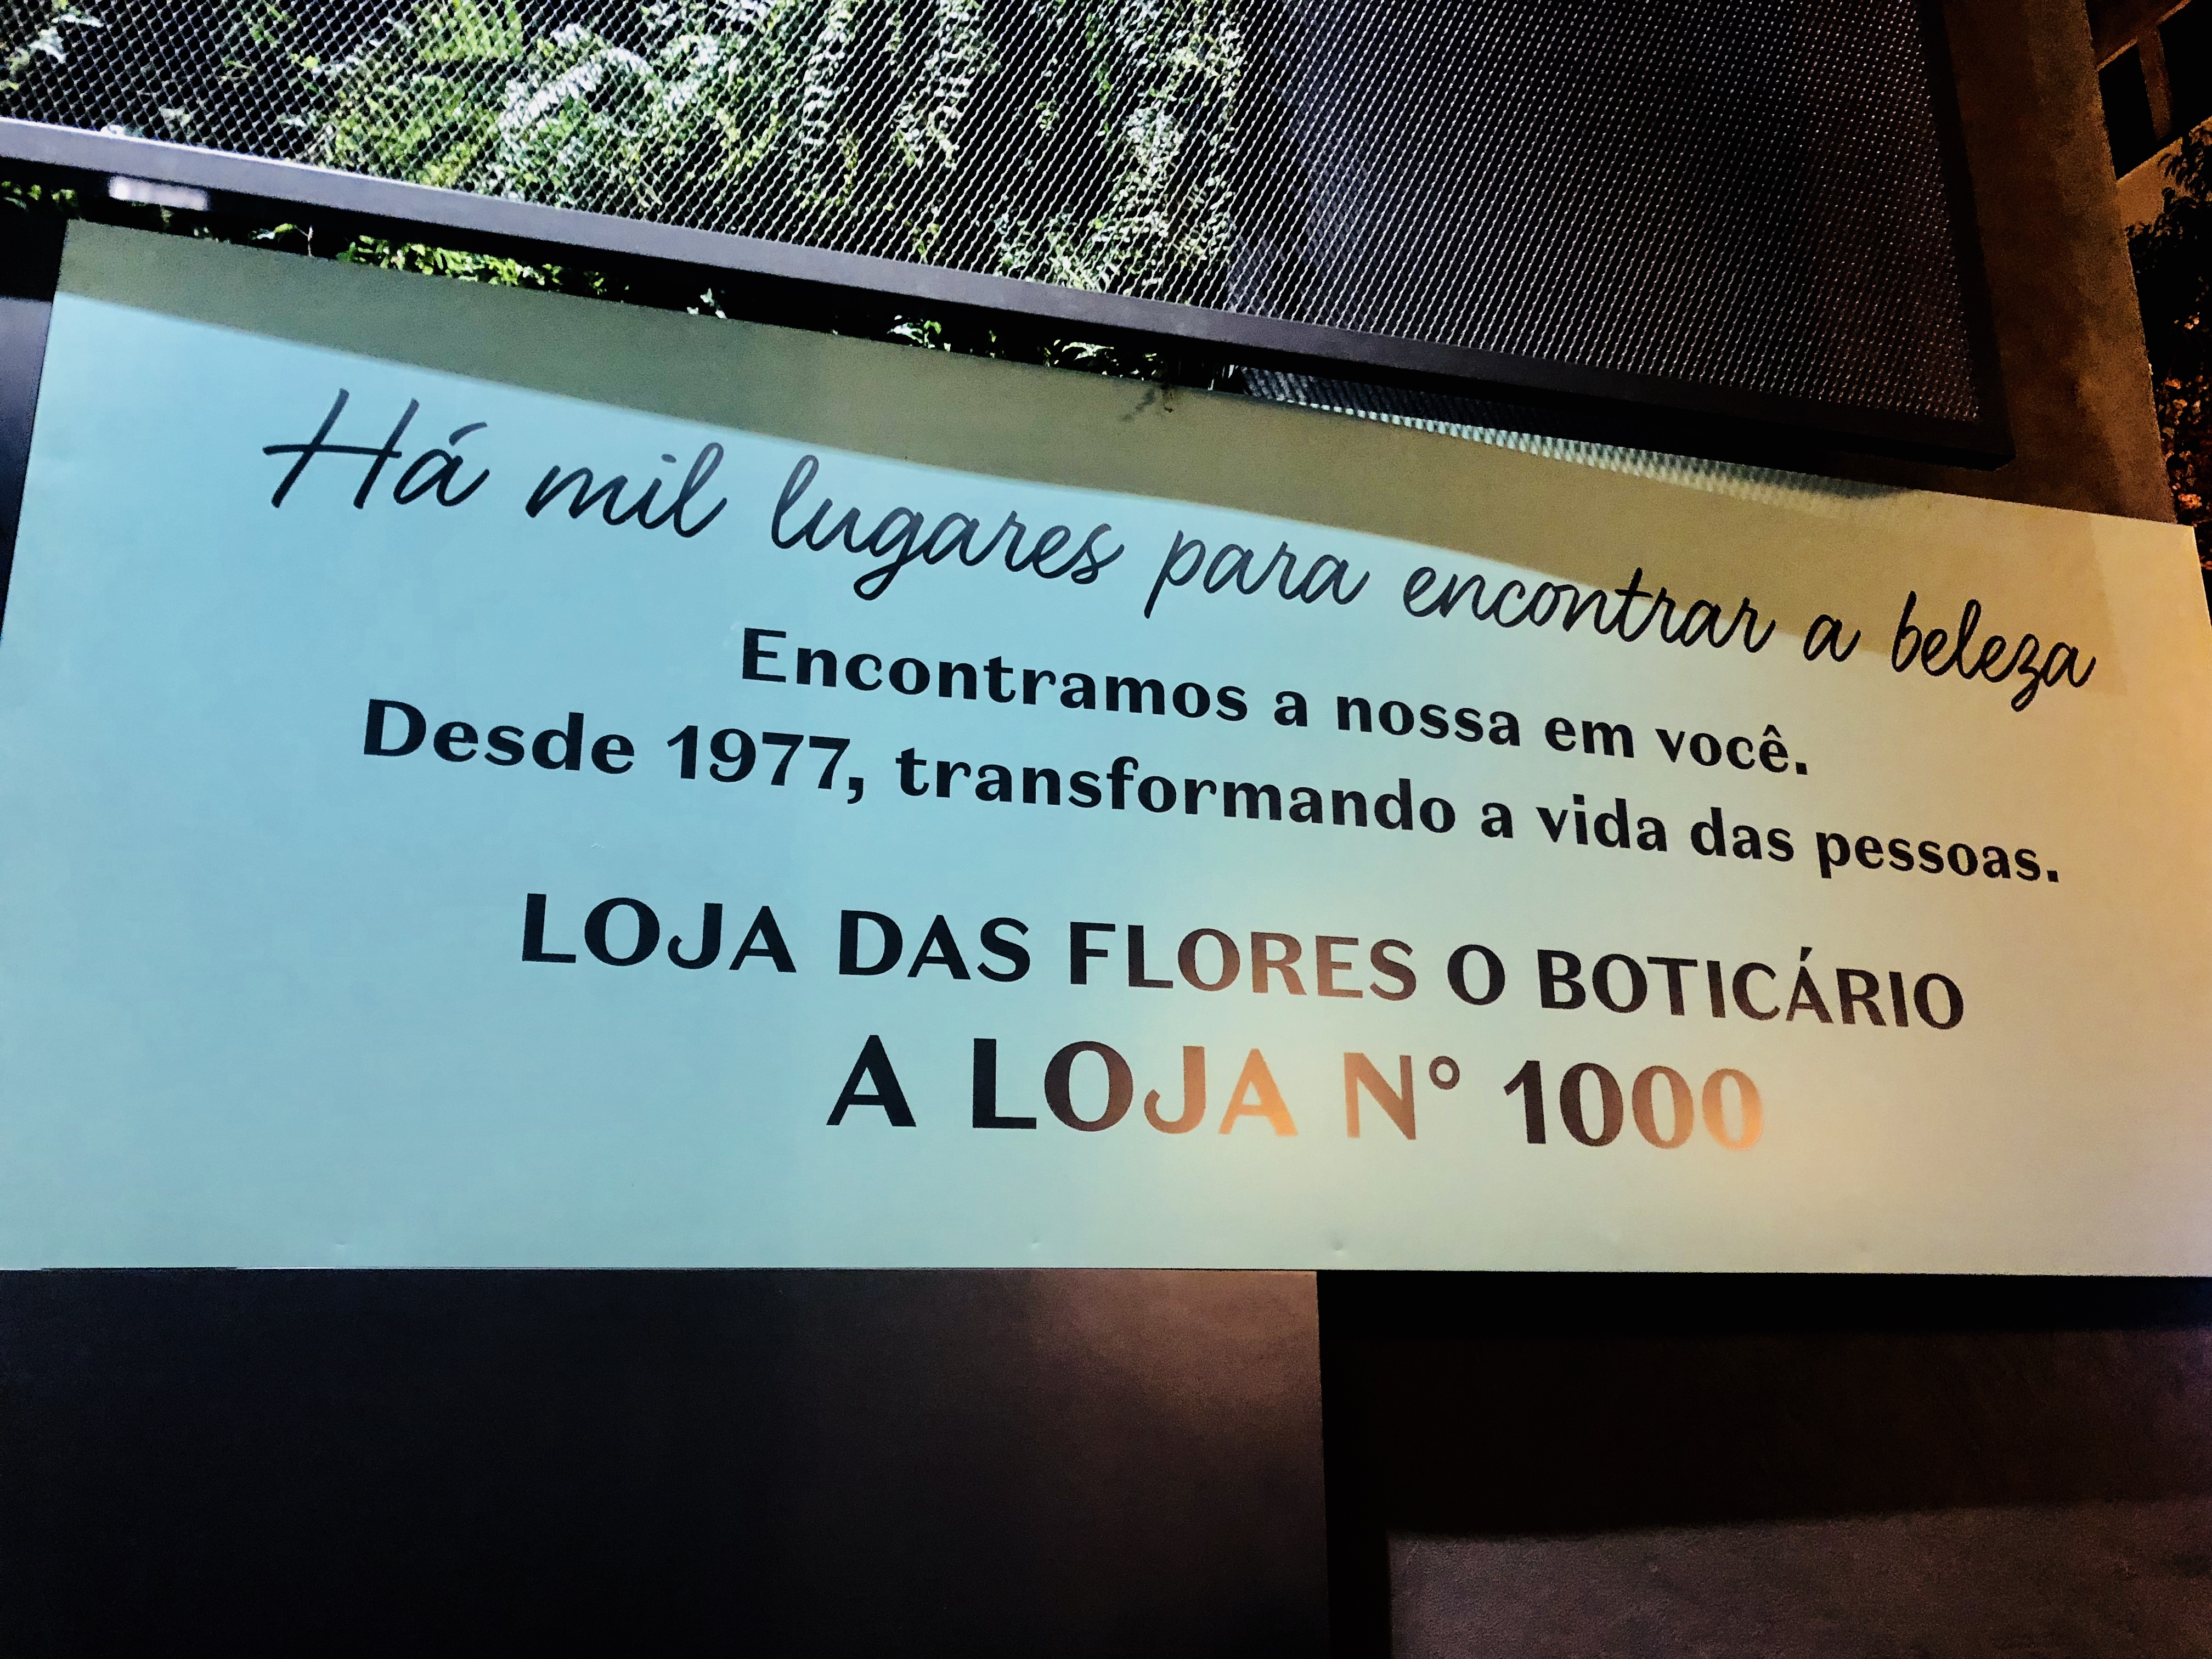 Há mil lugares para encontrar a beleza
Encontramos a nossa em você.
Desde 1977, transformando a vida das pessoas.
LOJA DAS FLORES O BOTICÁRIO
A LOJA N° 1000